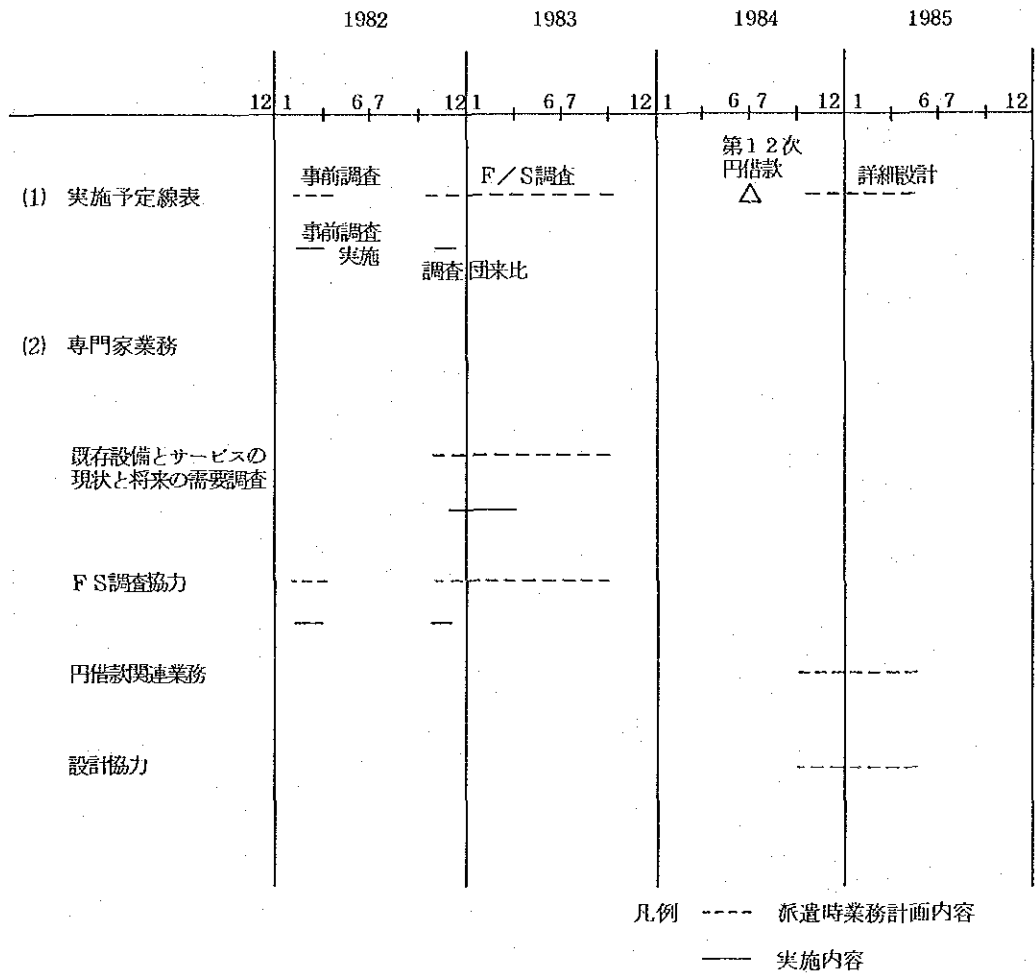 1982 1983 1984 1985
12 1 6 7 12 1 6 7 12 1 6 7 12 1 6 7 12
第12次
(1) 実施予定線表 事前調査 F/S調査 円借款 詳細設計
△
事前調査
実施
調査団来比
(2) 専門家業務
既存設備とサービスの
現状と将来の需要調査
FS調査協力
円借款関連業務
設計協力
凡例 ---- 派遣時業務計画内容
— 実施内容